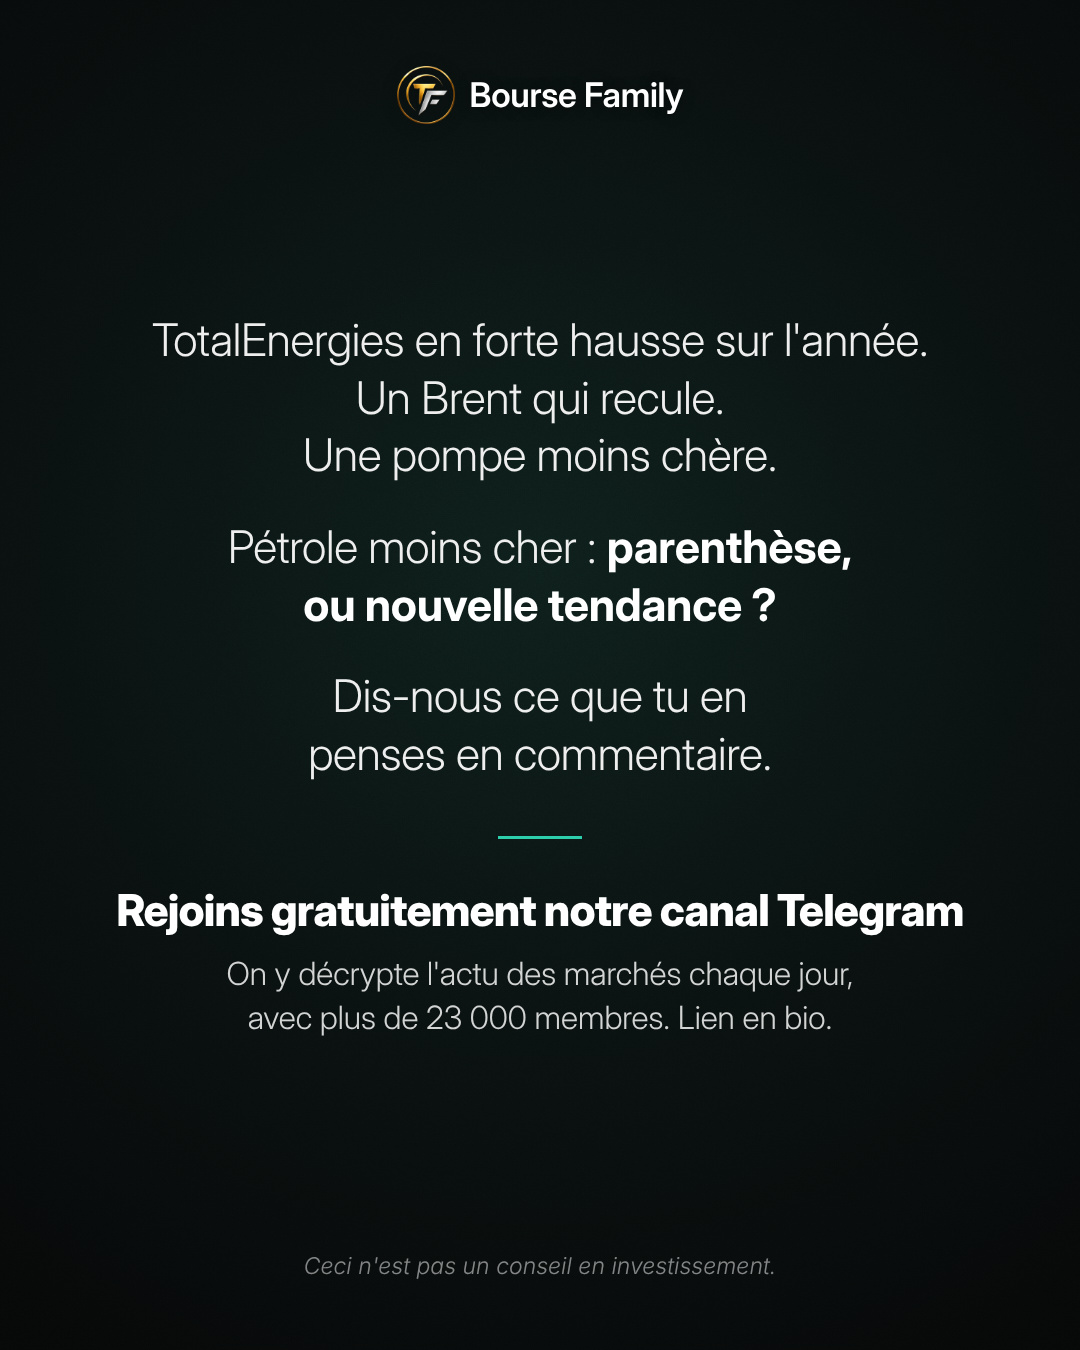 TF Bourse Family
TotalEnergies en forte hausse sur l'année.
Un Brent qui recule.
Une pompe moins chère.
Pétrole moins cher : parenthèse,
ou nouvelle tendance ?
Dis-nous ce que tu en
penses en commentaire.
Rejoins gratuitement notre canal Telegram
On y décrypte l'actu des marchés chaque jour,
avec plus de 23 000 membres. Lien en bio.
Ceci n'est pas un conseil en investissement.